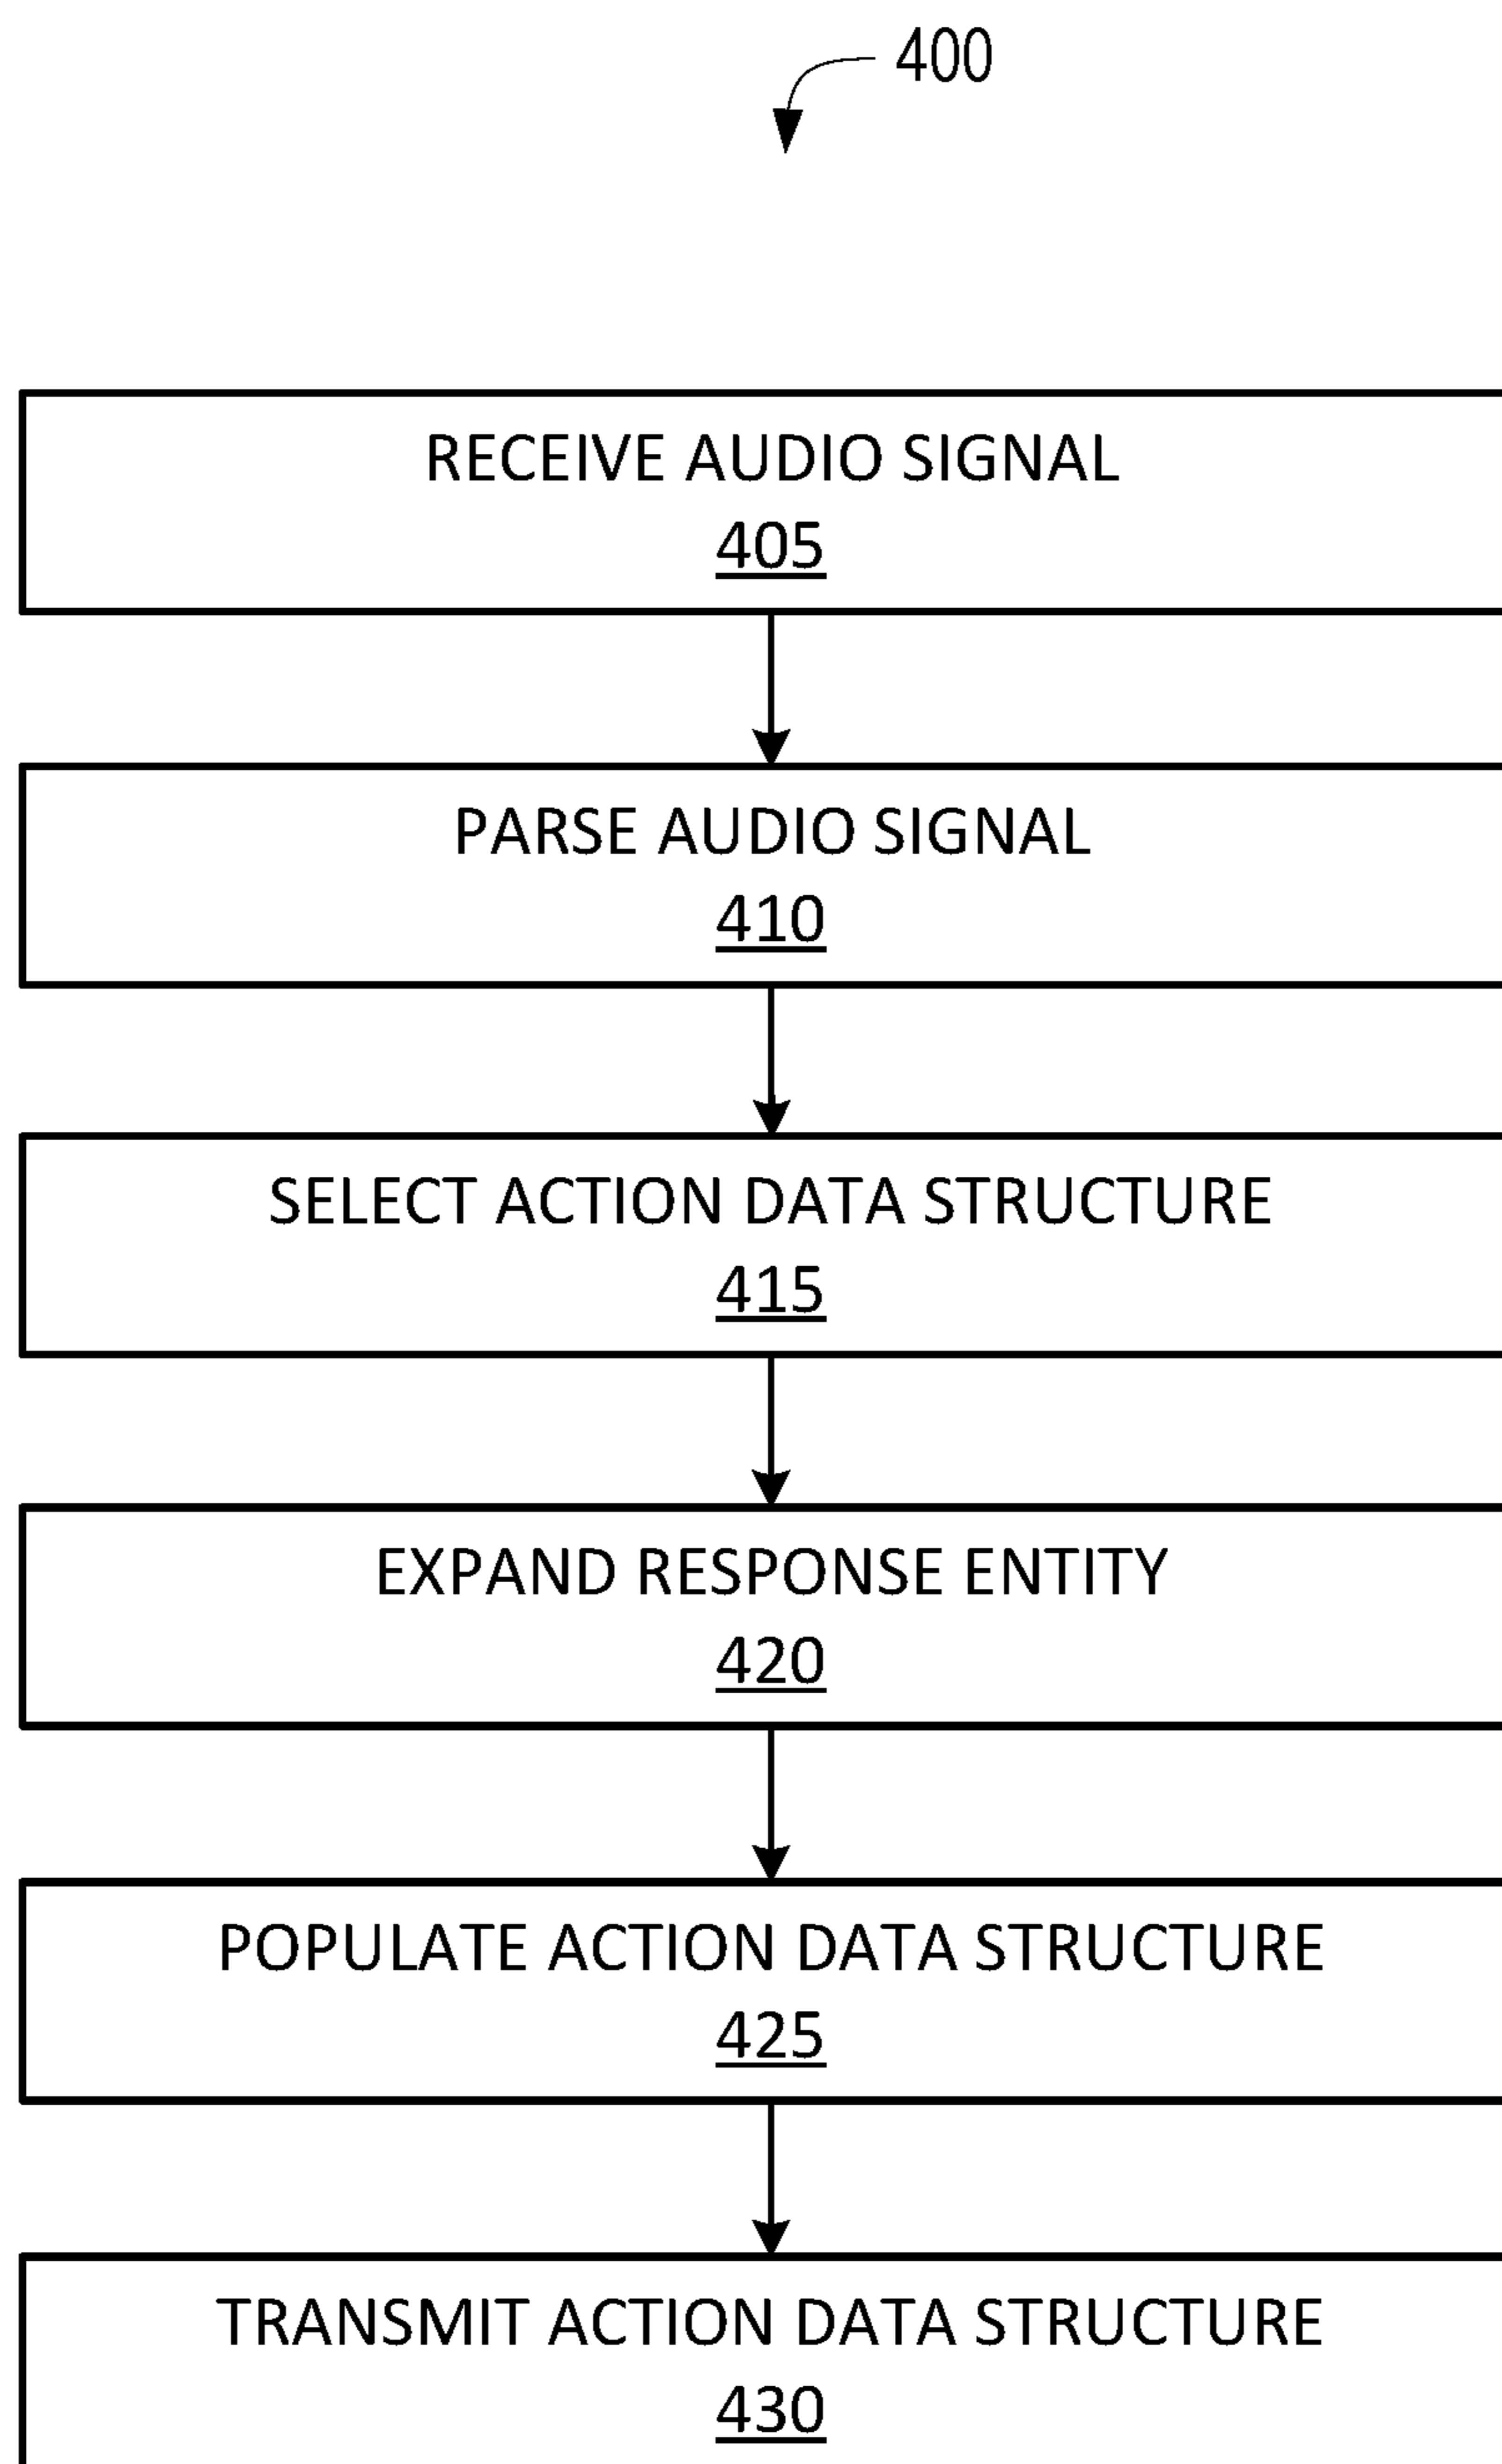 400
RECEIVE AUDIO SIGNAL
405
PARSE AUDIO SIGNAL
410
SELECT ACTION DATA STRUCTURE
415
EXPAND RESPONSE ENTITY
420
POPULATE ACTION DATA STRUCTURE
425
TRANSMIT ACTION DATA STRUCTURE
430